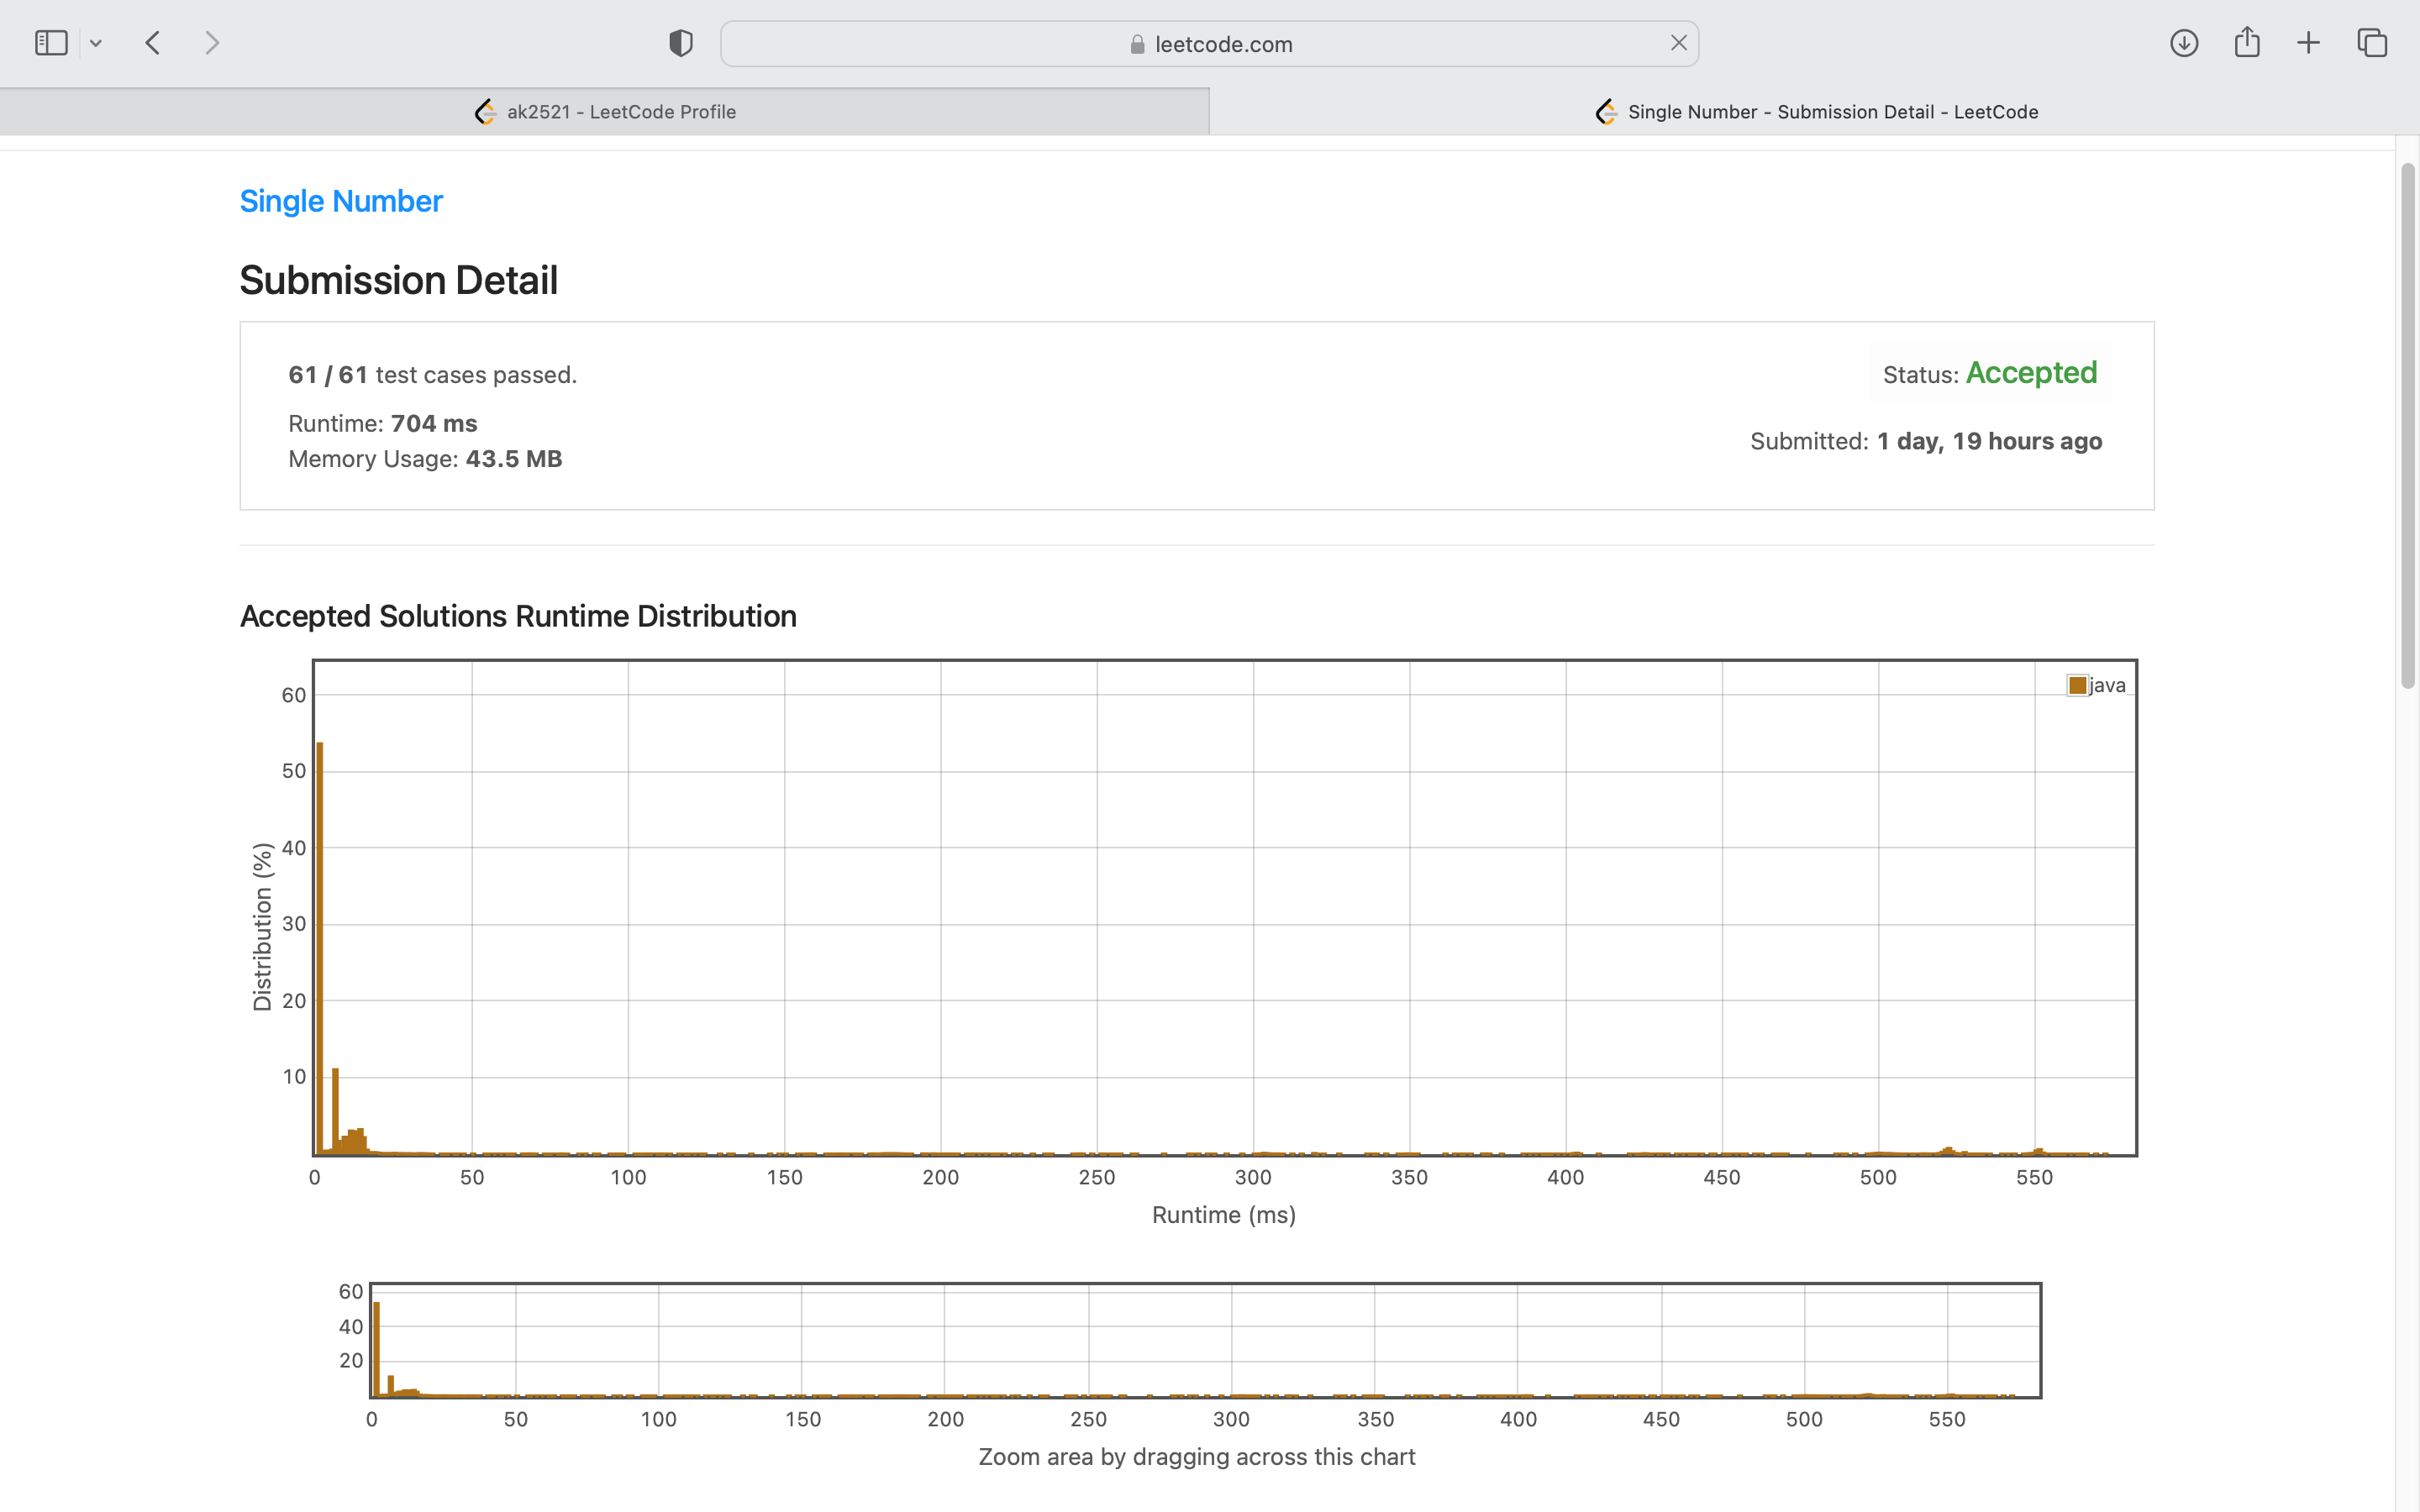 leetcode.com
ak2521 - LeetCode Profile
Single Number - Submission Detail - LeetCode
Single Number
Submission Detail
61 / 61 test cases passed.
Status: Accepted
Runtime: 704 ms
Submitted: 1 day, 19 hours ago
Memory Usage: 43.5 MB
Accepted Solutions Runtime Distribution
java
60
50
40
30
20
10
Distribution (%)
0 50 100 150 200 250 300 350 400 450 500 550
Runtime (ms)
60
40
20
0 50 100 150 200 250 300 350 400 450 500 550
Zoom area by dragging across this chart